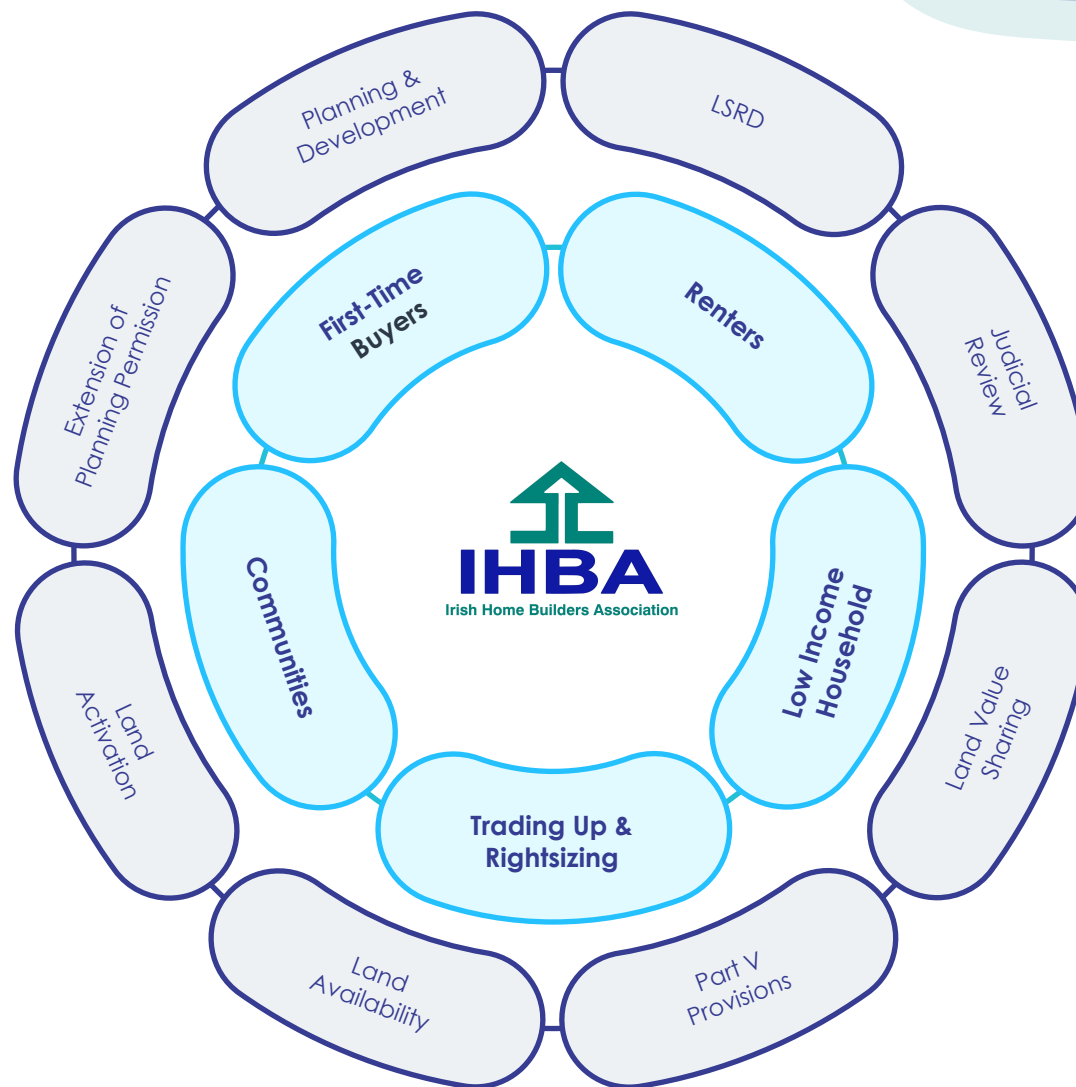 Planning &
Development
LSRD
Judicial
Review
Land Value
Sharing
Part V
Provisions
Land
Availability
Land
Activation
Extension of
Planning Permission
First-Time
Buyers
Renters
Low Income
Household
Trading Up &
Rightsizing
Communities
IHBA
Irish Home Builders Association